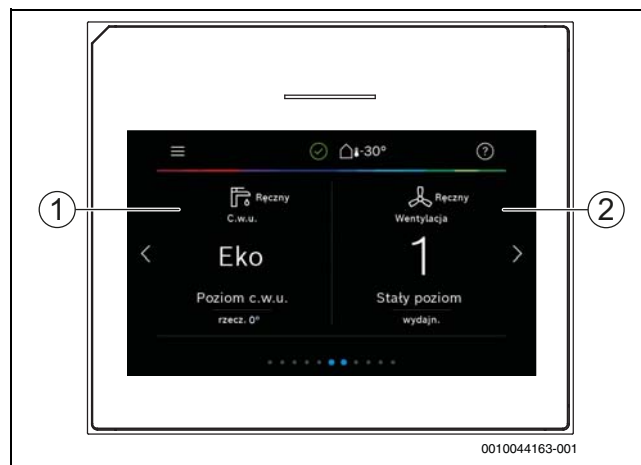 -30°
?
Ręczny
C.w.u.
Eko
Poziom c.w.u.
rzecz. 0°
Ręczny
Wentylacja
1
Stały poziom
wydajn.
1
2
0010044163-001